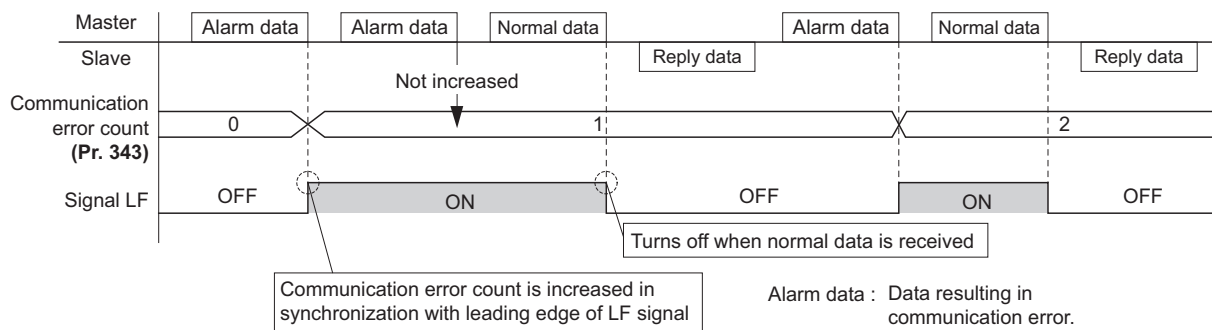 Master
Alarm data
Alarm data
Normal data
Alarm data
Normal data
Slave
Reply data
Reply data
Not increased
Communication
error count
(Pr. 343)
0
1
2
Signal LF
OFF
ON
OFF
ON
OFF
Turns off when normal data is received
Communication error count is increased in
synchronization with leading edge of LF signal
Alarm data : Data resulting in
communication error.